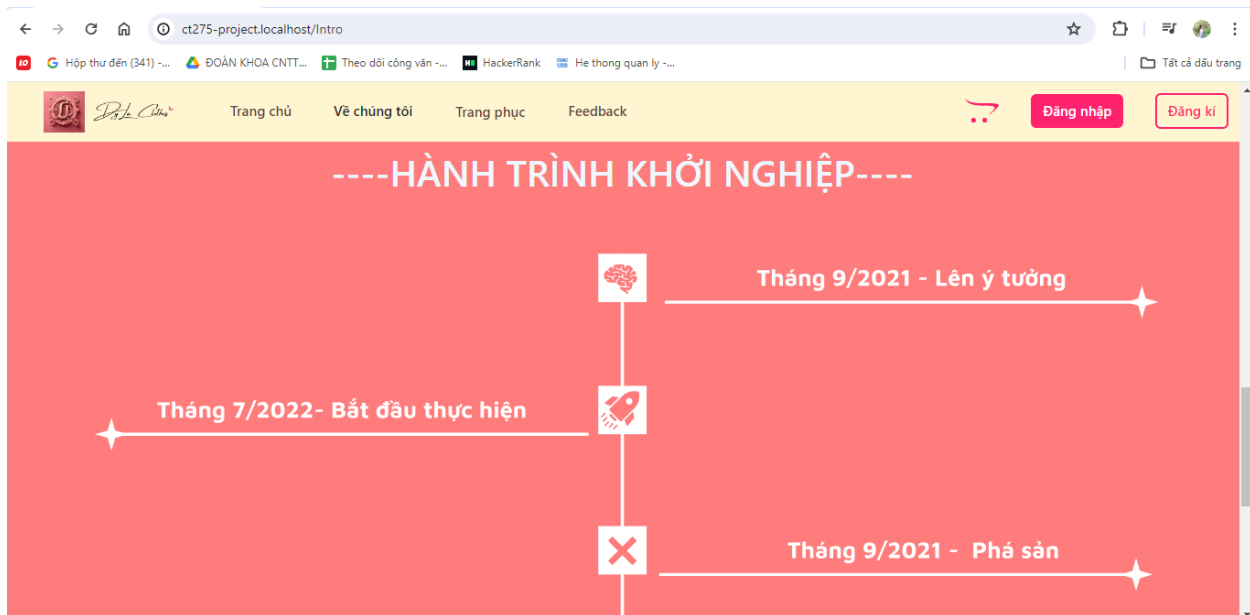 ct275-project.localhost/Intro
Hộp thư đến (341) -... ĐOÀN KHOA CNTT... Theo dõi công văn -... HackerRank He thong quan ly -... Tất cả dấu trang
Trang chủ Về chúng tôi Trang phục Feedback Đăng nhập Đăng kí
----HÀNH TRÌNH KHỞI NGHIỆP----
Tháng 9/2021 - Lên ý tưởng
Tháng 7/2022- Bắt đầu thực hiện
Tháng 9/2021 - Phá sản